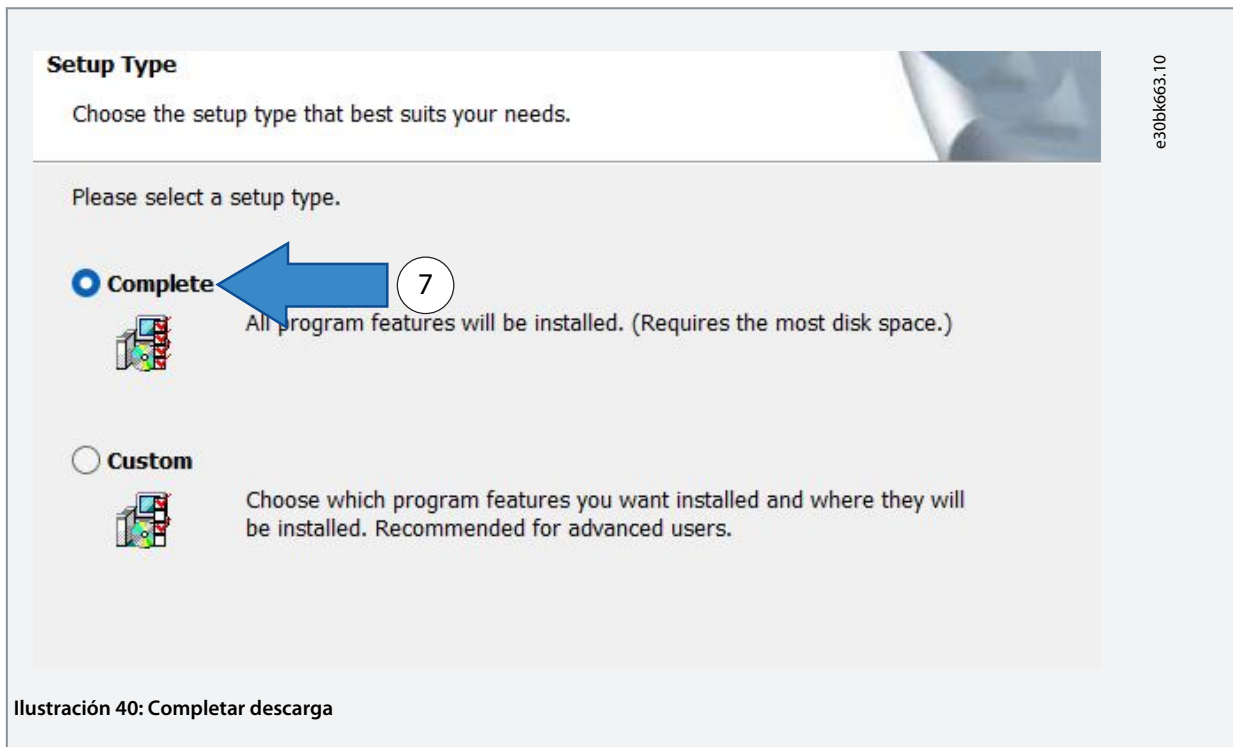 Setup Type
Choose the setup type that best suits your needs.
e30bk663.10
Please select a setup type.
Complete
7
All program features will be installed. (Requires the most disk space.)
Custom
Choose which program features you want installed and where they will
be installed. Recommended for advanced users.
Ilustración 40: Completar descarga